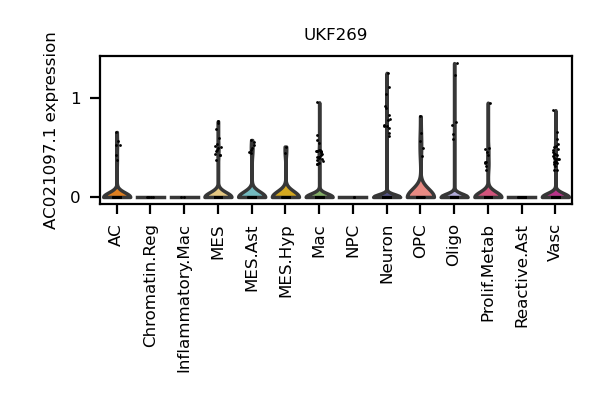 UKF269
AC021097.1 expression
1
0
AC
Chromatin.Reg
Inflammatory.Mac
MES
MES.Ast
MES.Hyp
Mac
NPC
Neuron
OPC
Oligo
Prolif.Metab
Reactive.Ast
Vasc